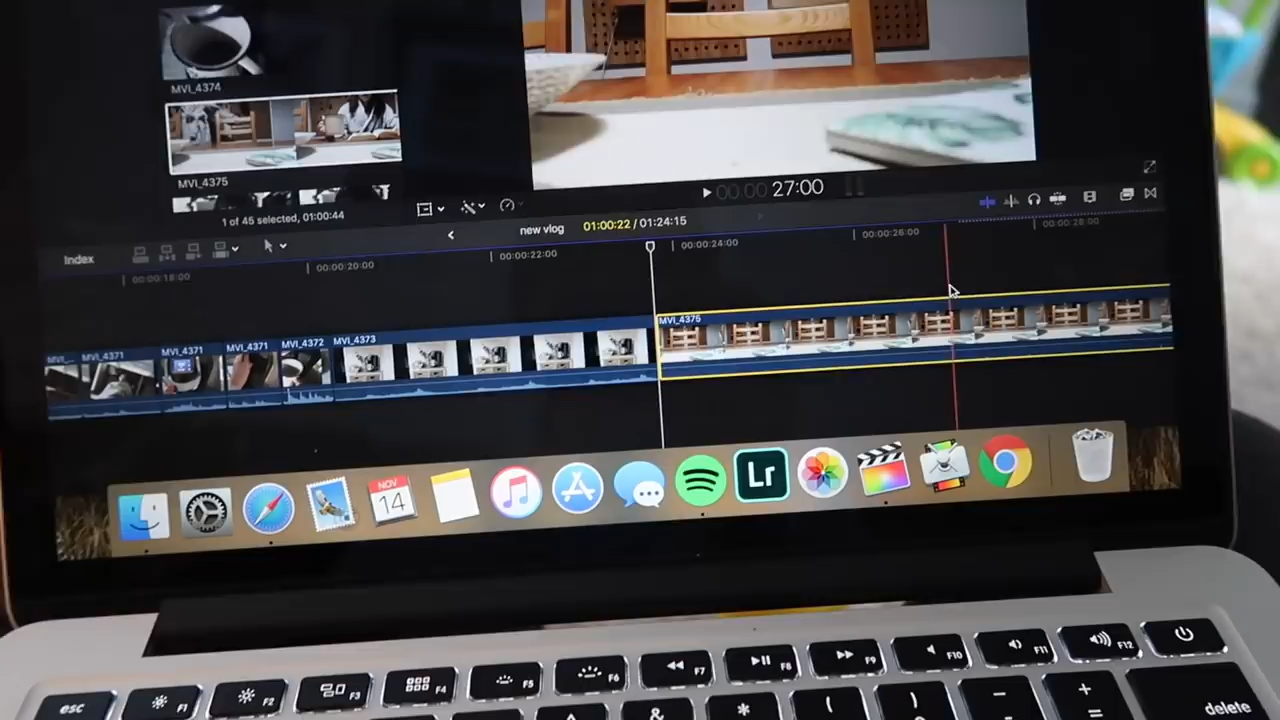 MVI_4374
MVI_4375
1 of 45 selected, 01:00:44
00:00:27:00
Index
new vlog
01:00:22 / 01:24:15
00:00:18:00
00:00:20:00
00:00:22:00
00:00:24:00
00:00:26:00
00:00:28:00
MVI_4371
MVI_4371
MVI_4371
MVI_4372
MVI_4373
MVI_4375
NOV
14
Lr
esc
F1
F2
F3
F4
F5
F6
F7
F8
F9
F10
F11
F12
&
*
(
)
−
+
delete